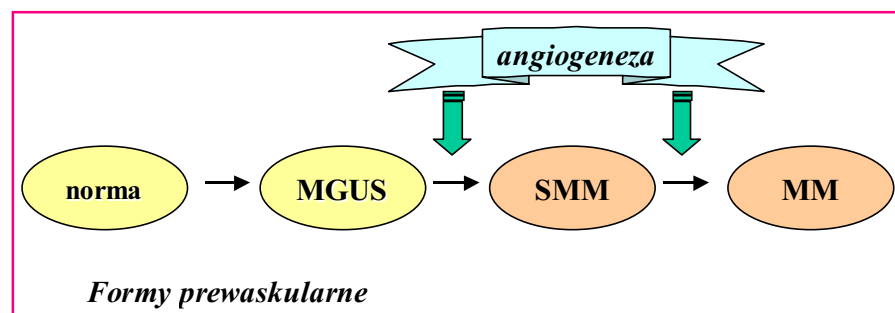 angiogeneza
norma
MGUS
SMM
MM
Formy prewaskularne